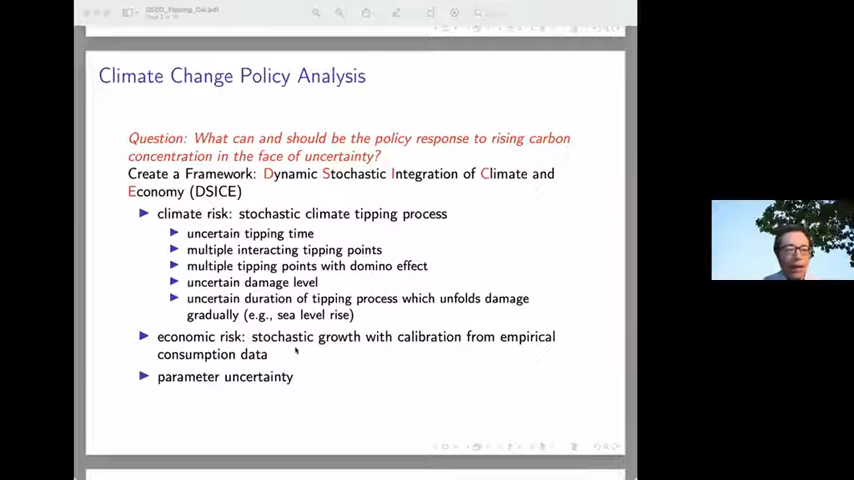 OECD_Tipping_Cai.pdf
Climate Change Policy Analysis
Question: What can and should be the policy response to rising carbon
concentration in the face of uncertainty?
Create a Framework: Dynamic Stochastic Integration of Climate and
Economy (DSICE)
climate risk: stochastic climate tipping process
uncertain tipping time
multiple interacting tipping points
multiple tipping points with domino effect
uncertain damage level
uncertain duration of tipping process which unfolds damage
gradually (e.g., sea level rise)
economic risk: stochastic growth with calibration from empirical
consumption data
parameter uncertainty